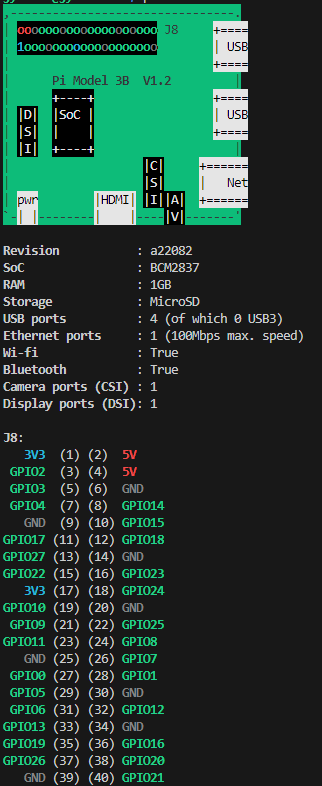 oooooooooooooooooooo J8
1ooooooooooooooooooo
USB
Pi Model 3B V1.2
|D| |SoC |
|S| | | USB
|I|
|C|
|S| Net
pwr |HDMI| |I||A|
| | | | |V|
Revision : a22082
SoC : BCM2837
RAM : 1GB
Storage : MicroSD
USB ports : 4 (of which 0 USB3)
Ethernet ports : 1 (100Mbps max. speed)
Wi-fi : True
Bluetooth : True
Camera ports (CSI) : 1
Display ports (DSI): 1
J8:
3V3 (1) (2) 5V
GPIO2 (3) (4) 5V
GPIO3 (5) (6) GND
GPIO4 (7) (8) GPIO14
GND (9) (10) GPIO15
GPIO17 (11) (12) GPIO18
GPIO27 (13) (14) GND
GPIO22 (15) (16) GPIO23
3V3 (17) (18) GPIO24
GPIO10 (19) (20) GND
GPIO9 (21) (22) GPIO25
GPIO11 (23) (24) GPIO8
GND (25) (26) GPIO7
GPIO0 (27) (28) GPIO1
GPIO5 (29) (30) GND
GPIO6 (31) (32) GPIO12
GPIO13 (33) (34) GND
GPIO19 (35) (36) GPIO16
GPIO26 (37) (38) GPIO20
GND (39) (40) GPIO21